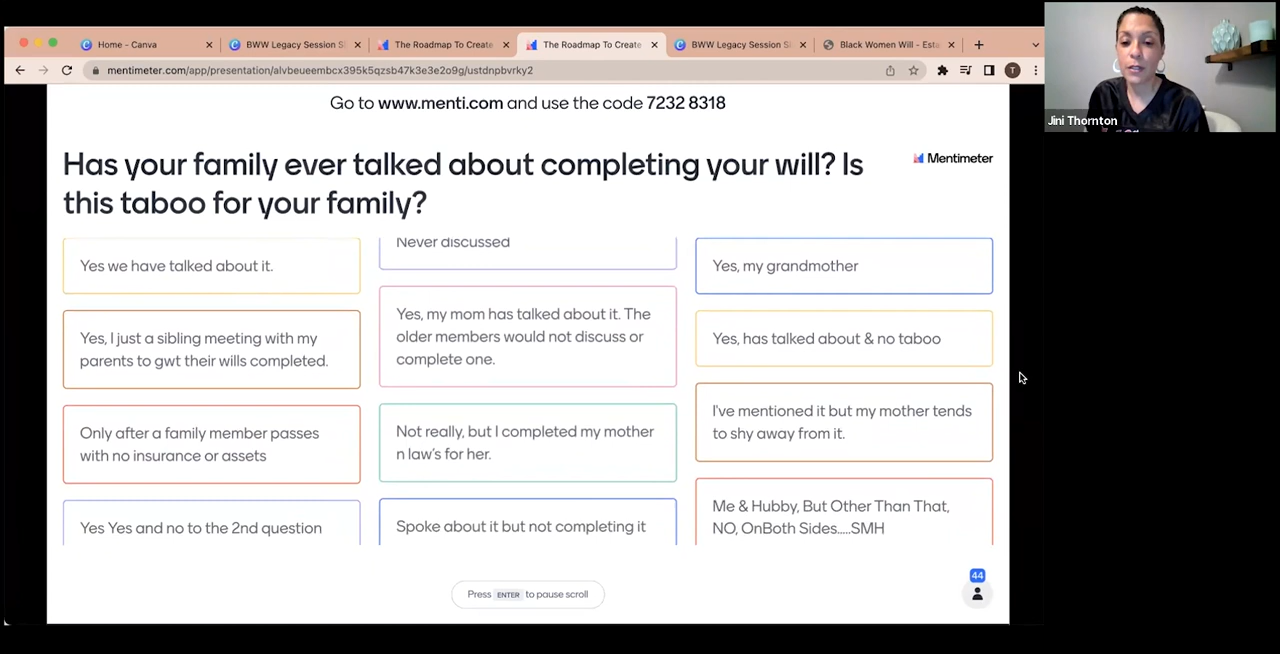 Home - Canva
BWW Legacy Session S
The Roadmap To Create
The Roadmap To Create
BWW Legacy Session S
Black Women Will - Esta
mentimeter.com/app/presentation/alvbeueembcx395k5qzsb47k3e3e2o9g/ustdnpbvrky2
T
Jini Thornton
Go to www.menti.com and use the code 7232 8318
Has your family ever talked about completing your will? Is
this taboo for your family?
Mentimeter
Yes we have talked about it.
Yes, I just a sibling meeting with my
parents to gwt their wills completed.
Only after a family member passes
with no insurance or assets
Yes Yes and no to the 2nd question
Never discussed
Yes, my mom has talked about it. The
older members would not discuss or
complete one.
Not really, but I completed my mother
n law's for her.
Spoke about it but not completing it
Yes, my grandmother
Yes, has talked about & no taboo
I've mentioned it but my mother tends
to shy away from it.
Me & Hubby, But Other Than That,
NO, OnBoth Sides.....SMH
Press ENTER to pause scroll
44